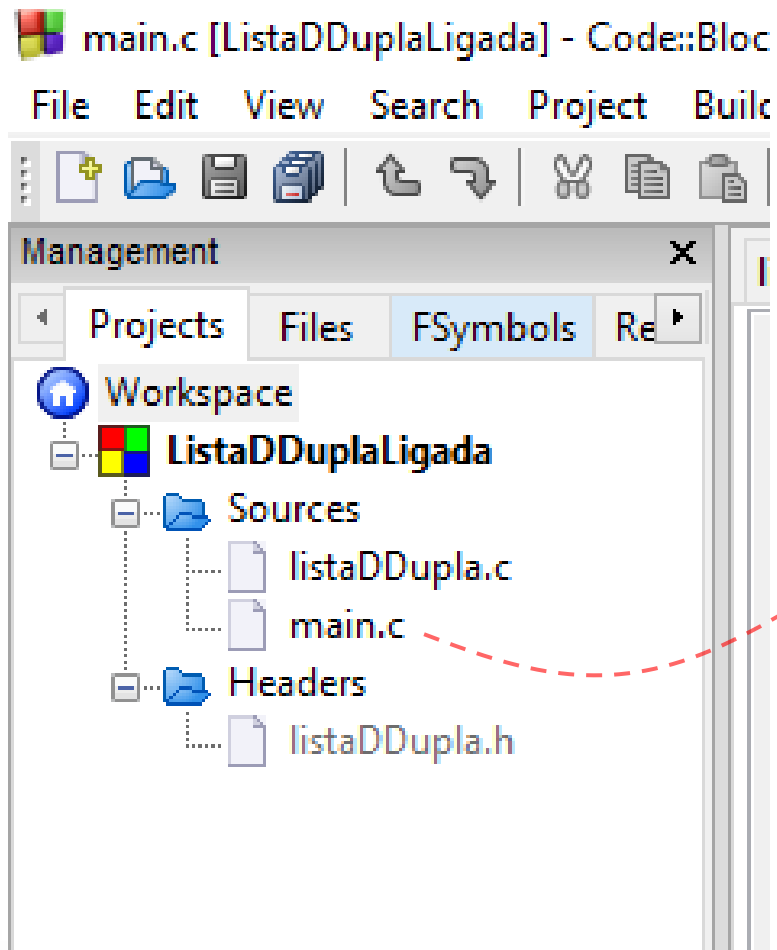 main.c [ListaDDuplaLigada] - Code::Bloc
File Edit View Search Project Build
Management
Projects Files FSymbols Re
Workspace
ListaDDuplaLigada
Sources
listaDDupla.c
main.c
Headers
listaDDupla.h